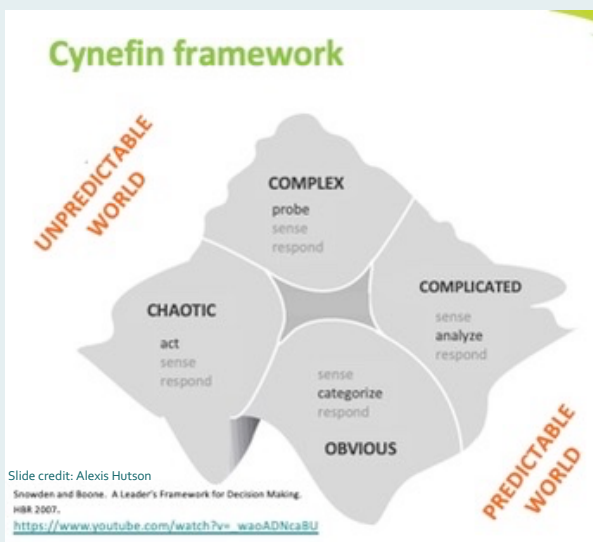 Cynefin framework
UNPREDICTABLE
WORLD
COMPLEX
probe
sense
respond
CHAOTIC
act
sense
respond
COMPLICATED
sense
analyze
respond
sense
categorize
respond
OBVIOUS
PREDICTABLE
WORLD
Slide credit: Alexis Hutson
Snowden and Boone. A Leader's Framework for Decision Making.
HBR 2007.
https://www.youtube.com/watch?v=_waoADNcaBU